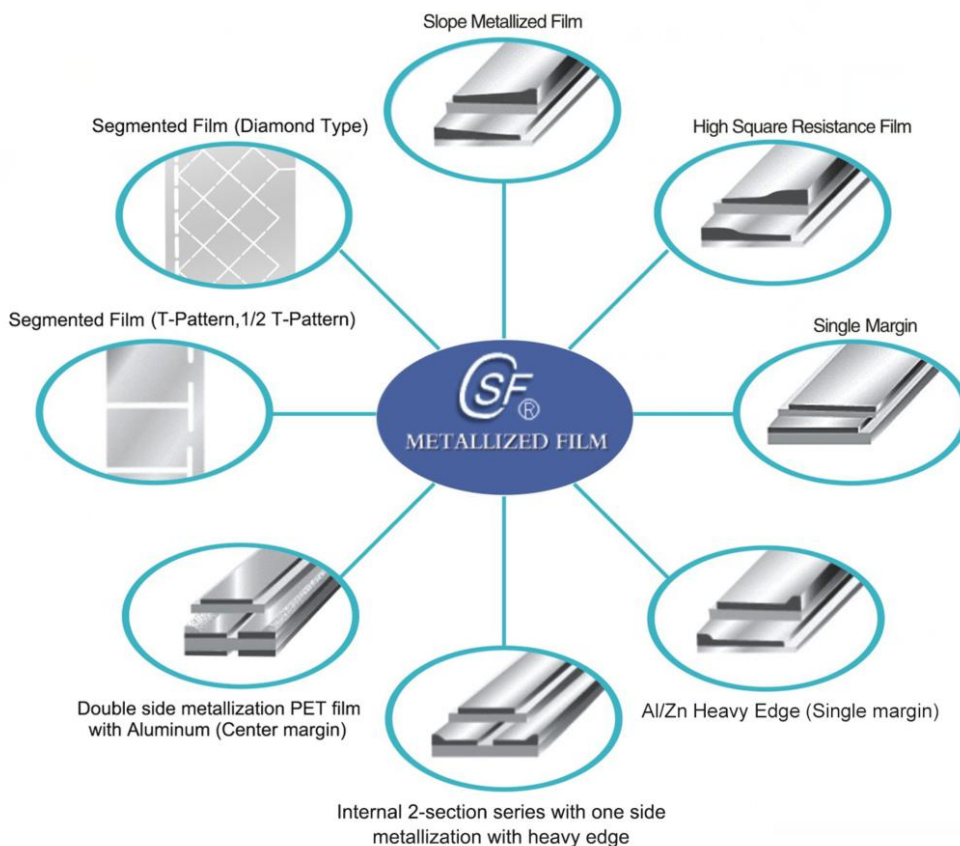 Slope Metallized Film
Segmented Film (Diamond Type)
High Square Resistance Film
Segmented Film (T-Pattern,1/2 T-Pattern)
Single Margin
CSF®
METALLIZED FILM
Double side metallization PET film
with Aluminum (Center margin)
Al/Zn Heavy Edge (Single margin)
Internal 2-section series with one side
metallization with heavy edge